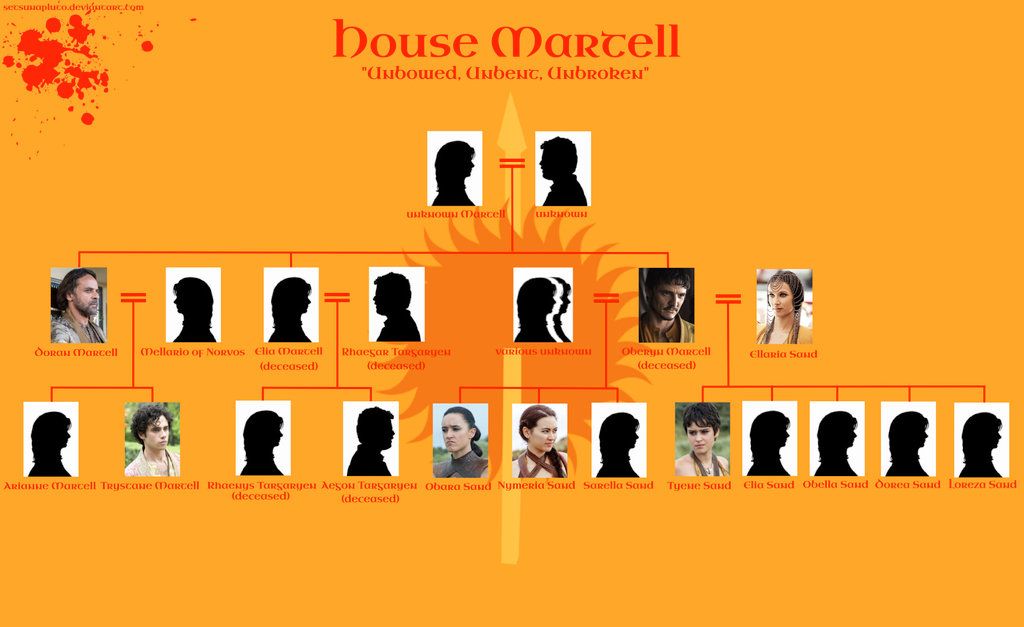 setsunapluto.deviantart.com
House Martell
"Unbowed, Unbent, Unbroken"
unknown Martell
unknown
Doran Martell
Mellario of Norvos
Elia Martell
(deceased)
Rhaegar Targaryen
(deceased)
various unknown
Oberyn Martell
(deceased)
Ellaria Sand
Arianne Martell
Trystane Martell
Rhaenys Targaryen
(deceased)
Aegon Targaryen
(deceased)
Obara Sand
Nymeria Sand
Sarella Sand
Tyene Sand
Elia Sand
Obella Sand
Dorea Sand
Loreza Sand